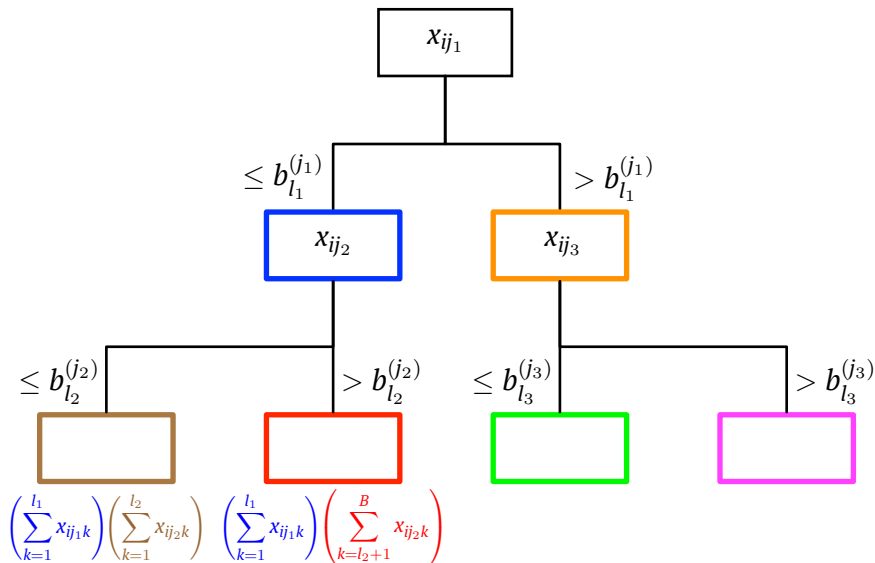 x_{ij_1}
≤ b_{l_1}^{(j_1)} > b_{l_1}^{(j_1)}
x_{ij_2} x_{ij_3}
≤ b_{l_2}^{(j_2)} > b_{l_2}^{(j_2)} ≤ b_{l_3}^{(j_3)} > b_{l_3}^{(j_3)}
(∑_{k=1}^{l_1} x_{ij_1k})(∑_{k=1}^{l_2} x_{ij_2k}) (∑_{k=1}^{l_1} x_{ij_1k})(∑_{k=l_2+1}^{B} x_{ij_2k})